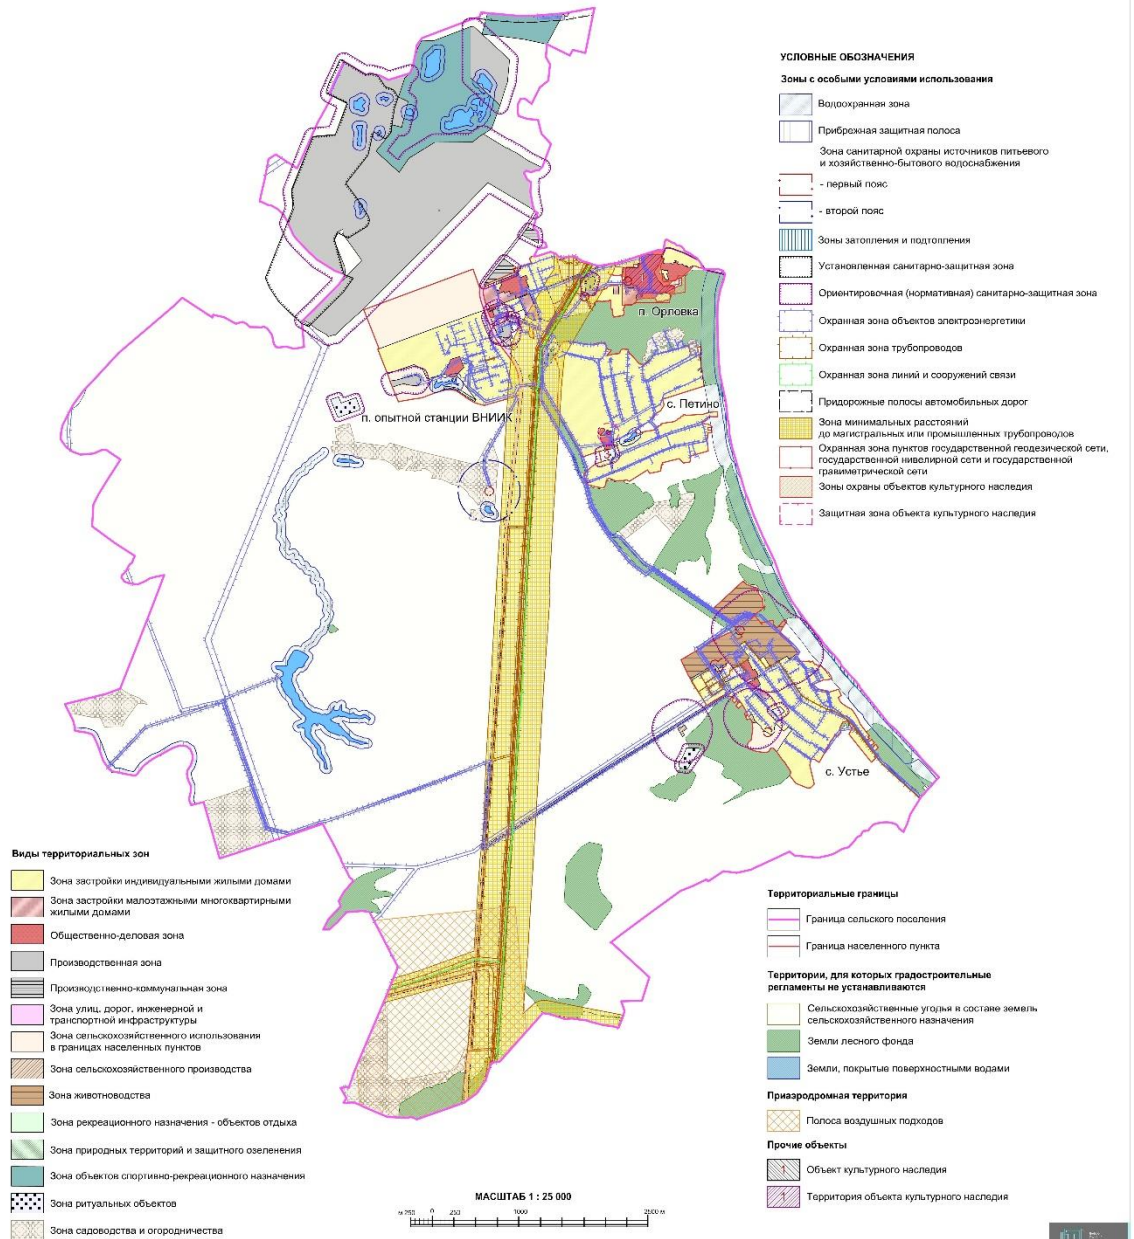 УСЛОВНЫЕ ОБОЗНАЧЕНИЯ
Зоны с особыми условиями использования
Водоохранная зона
Прибрежная защитная полоса
Зона санитарной охраны источников питьевого
и хозяйственно-бытового водоснабжения
- первый пояс
- второй пояс
Зоны затопления и подтопления
Установленная санитарно-защитная зона
Ориентировочная (нормативная) санитарно-защитная зона
Охранная зона объектов электроэнергетики
Охранная зона трубопроводов
Охранная зона линий и сооружений связи
Придорожные полосы автомобильных дорог
Зона минимальных расстояний
до магистральных или промышленных трубопроводов
Охранная зона пунктов государственной геодезической сети,
государственной нивелирной сети и государственной
гравиметрической сети
Зоны охраны объектов культурного наследия
Защитная зона объекта культурного наследия
п. Орловка
с. Петино
п. опытной станции ВНИИК
с. Устье
Виды территориальных зон
Зона застройки индивидуальными жилыми домами
Зона застройки малоэтажными многоквартирными
жилыми домами
Общественно-деловая зона
Производственная зона
Производственно-коммунальная зона
Зона улиц, дорог, инженерной и
транспортной инфраструктуры
Зона сельскохозяйственного использования
в границах населенных пунктов
Зона сельскохозяйственного производства
Зона животноводства
Зона рекреационного назначения - объектов отдыха
Зона природных территорий и защитного озеленения
Зона объектов спортивно-рекреационного назначения
Зона ритуальных объектов
Зона садоводства и огородничества
Территориальные границы
Граница сельского поселения
Граница населенного пункта
Территории, для которых градостроительные
регламенты не устанавливаются
Сельскохозяйственные угодья в составе земель
сельскохозяйственного назначения
Земли лесного фонда
Земли, покрытые поверхностными водами
Приаэродромная территория
Полоса воздушных подходов
Прочие объекты
1 Объект культурного наследия
1 Территория объекта культурного наследия
МАСШТАБ 1 : 25 000
м 250 0 250 1000 2500 м